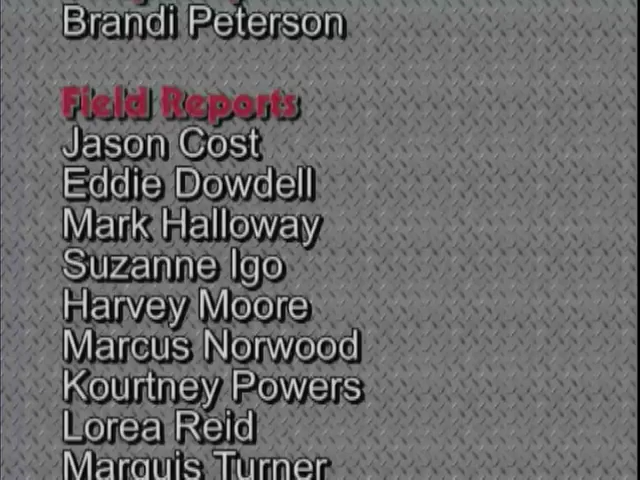 Brandi Peterson
Field Reports
Jason Cost
Eddie Dowdell
Mark Halloway
Suzanne Igo
Harvey Moore
Marcus Norwood
Kourtney Powers
Lorea Reid
Marquis Turner